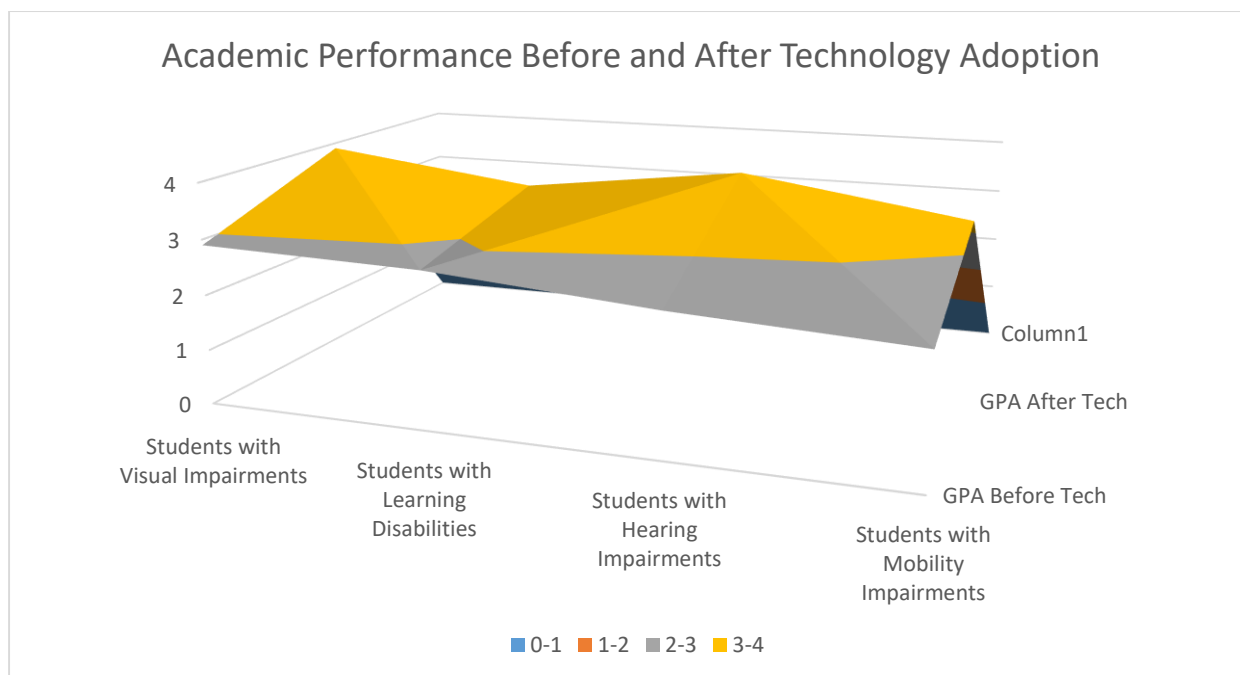 Academic Performance Before and After Technology Adoption
4
3
2
1
0
Students with
Visual Impairments
Students with
Learning
Disabilities
Students with
Hearing
Impairments
Students with
Mobility
Impairments
Column1
GPA After Tech
GPA Before Tech
0-1
1-2
2-3
3-4